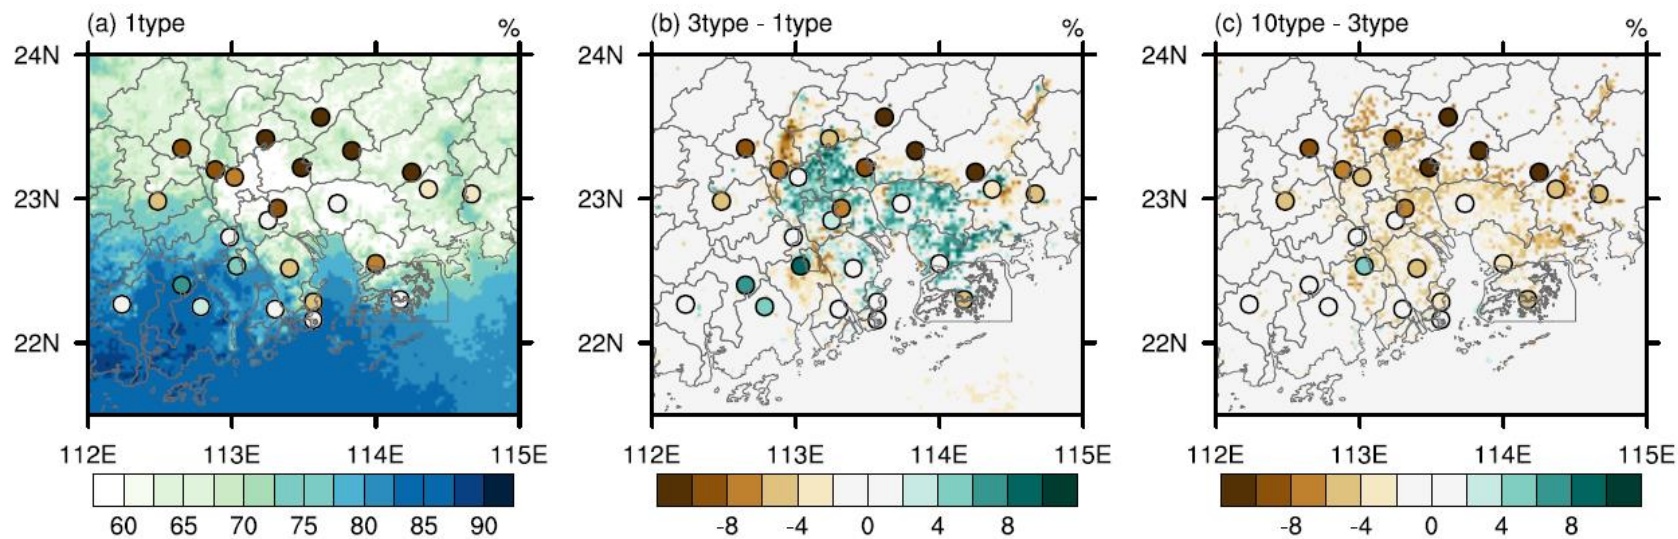 (a) 1type %
(b) 3type - 1type %
(c) 10type - 3type %
24N 24N 24N
23N 23N 23N
22N 22N 22N
112E 113E 114E 115E 112E 113E 114E 115E 112E 113E 114E 115E
60 65 70 75 80 85 90
-8 -4 0 4 8
-8 -4 0 4 8